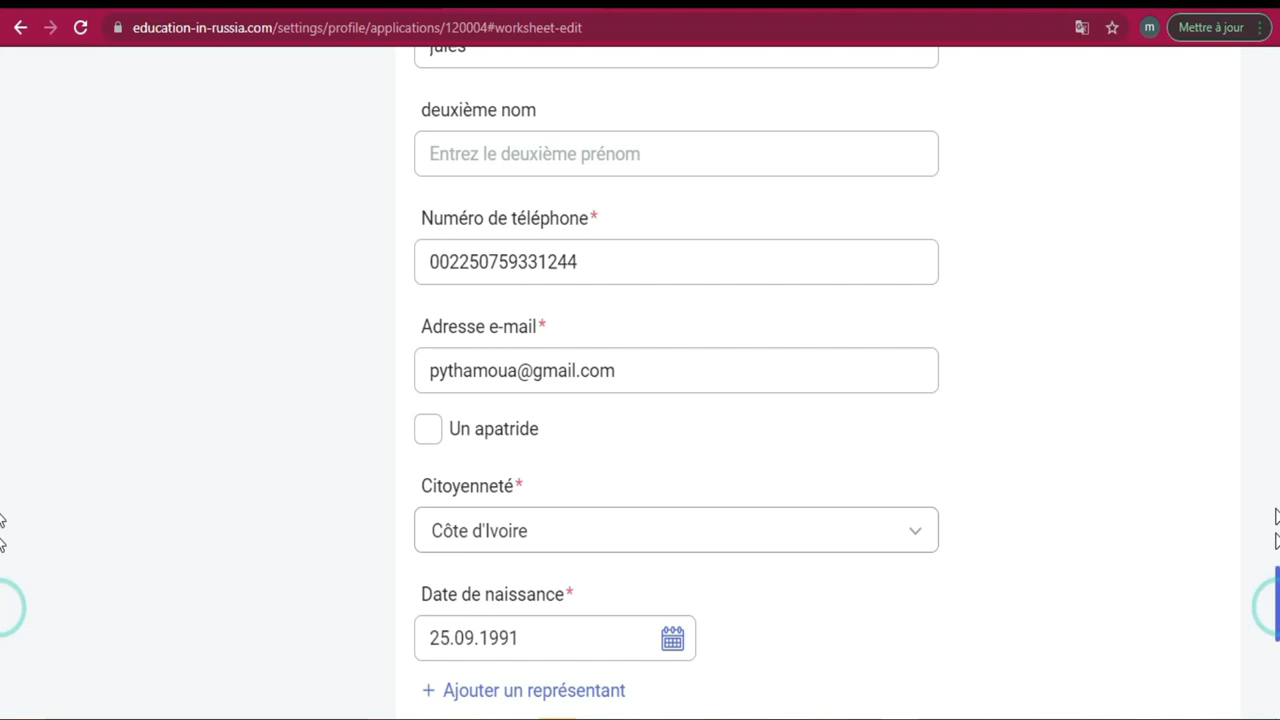 education-in-russia.com/settings/profile/applications/120004#worksheet-edit
m
Mettre à jour
jules
deuxième nom
Entrez le deuxième prénom
Numéro de téléphone*
002250759331244
Adresse e-mail*
pythamoua@gmail.com
Un apatride
Citoyenneté*
Côte d'Ivoire
Date de naissance*
25.09.1991
+ Ajouter un représentant